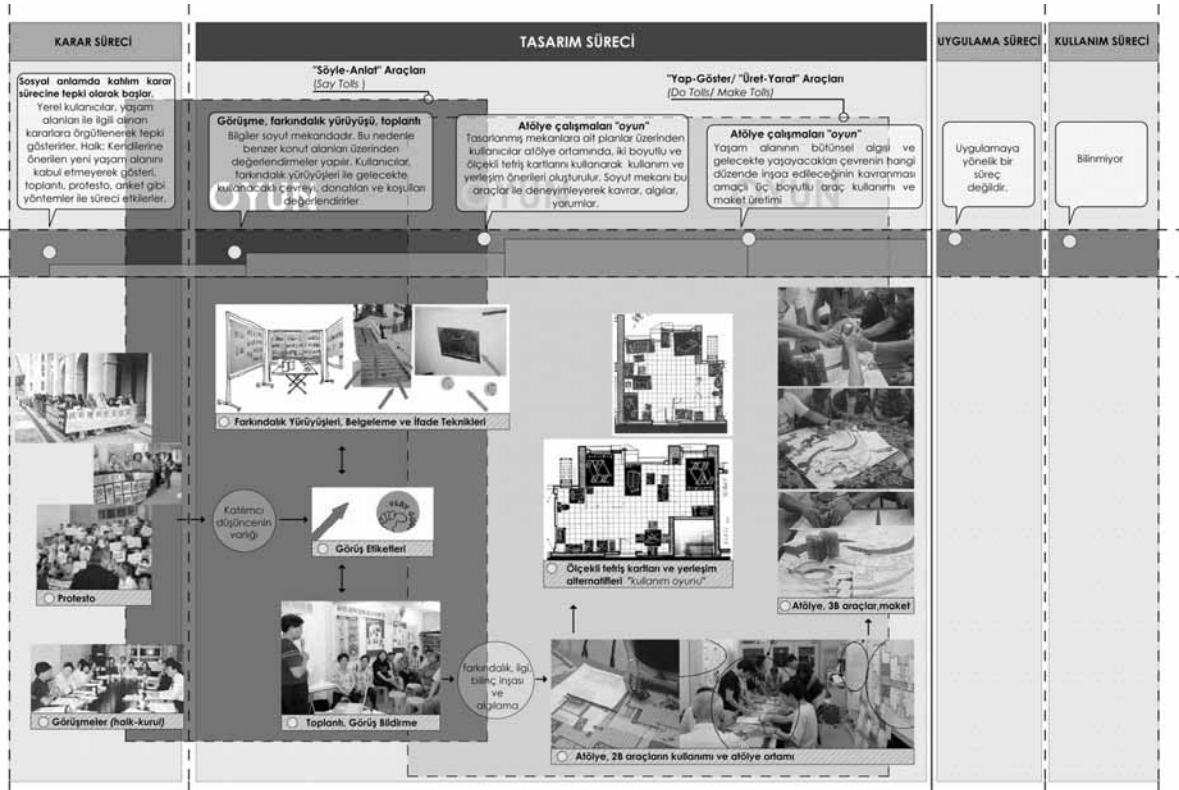 KARAR SÜRECİ
TASARIM SÜRECİ
UYGULAMA SÜRECİ
KULLANIM SÜRECİ
Sosyal anlamda katılım karar
sürecine tepki olarak başlar.
Yerel kulanıcılar, yaşam
alanları ile ilgili alınan
kararlara örgütlenerek tepki
gösterirler. Halk; Kendilerine
önerilen yeni yaşam alanını
kabul etmeyerek gösteri,
toplantı, protesto, anket gibi
yöntemler ile süreci etkilerler.
"Söyle-Anlat" Araçları
(Say Tolls )
Görüşme, farkındalık yürüyüşü, toplantı
Bilgiler soyut mekandadır. Bu nedenle
benzer konut alanları üzerinden
değerlendirmeler yapılır. Kullanıcılar,
farkındalık yürüyüşleri ile gelecekte
kullanacaklı çevreyi, donatıları ve koşulları
değerlendirirler
OYUN
"Yap-Göster/ "Üret-Yarat" Araçları
(Do Tolls/ Make Tolls)
Atölye çalışmaları "oyun"
Tasarlanmış mekanlara ait planlar üzerinden
kullanıcılar atölye ortamında, iki boyutlu ve
ölçekli tetriş kartlarını kullanarak kullanım ve
yerleşim önerileri oluşturulur. Soyut mekanı bu
araçlar ile deneyimleyerek kavrar, algılar,
yorumlar.
OYUN
Atölye çalışmaları "oyun"
Yaşam alanının bütünsel algısı ve
gelecekte yaşayacakları çevrenin hangi
düzende inşaa edileceğinin kavranması
amaçlı üç boyutlu araç kullanımı ve
maket üretimi
OYUN
Uygulamaya
yönelik bir
süreç
değildir.
Bilinmiyor
Farkındalık Yürüyüşleri, Belgeleme ve İfade Teknikleri
Katılımcı
düşüncenin
varlığı
Görüş Etiketleri
Ölçekli tetriş kartları ve yerleşim
alternatifleri "kullanım oyunu"
Protesto
Atölye, 3B araçlar,maket
farkındalık, ilgi,
bilinç inşası
ve
algılama
Görüşmeler (halk-kurul)
Toplantı, Görüş Bildirme
Atölye, 2B araçların kullanımı ve atölye ortamı